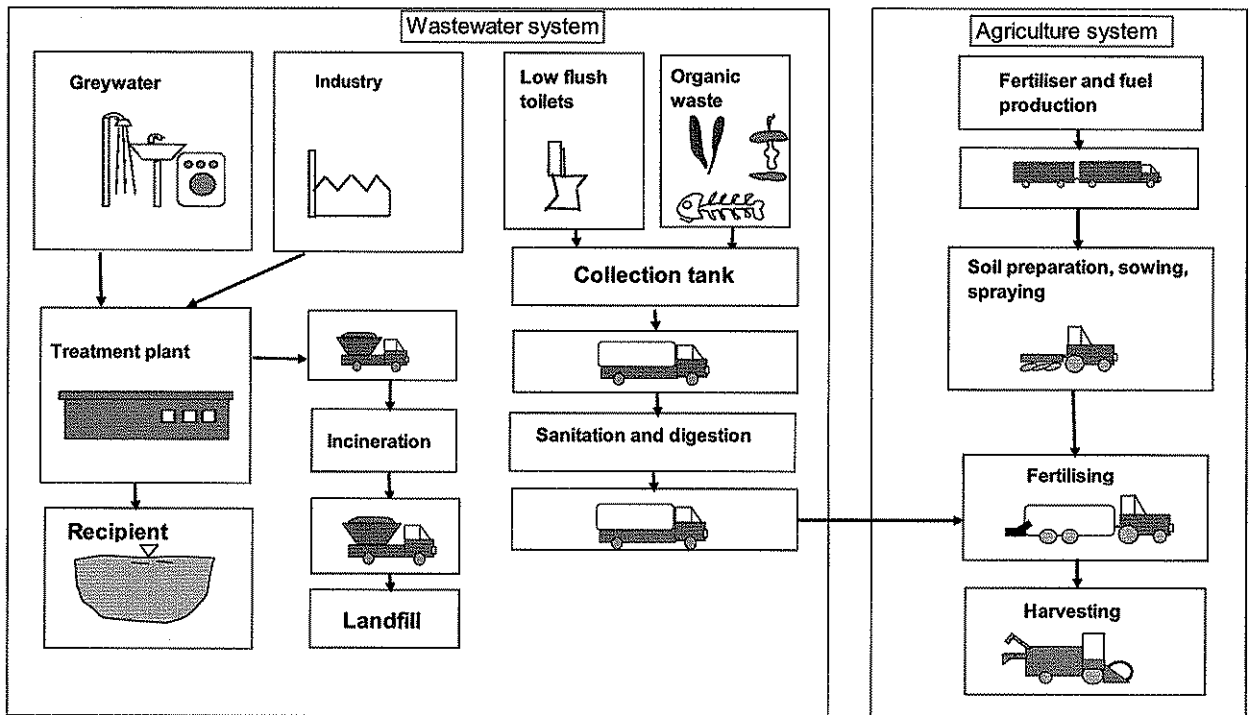 Wastewater system
Agriculture system
Greywater
Industry
Low flush
toilets
Organic
waste
Fertiliser and fuel
production
Collection tank
Soil preparation, sowing,
spraying
Treatment plant
Incineration
Sanitation and digestion
Fertilising
Recipient
Landfill
Harvesting